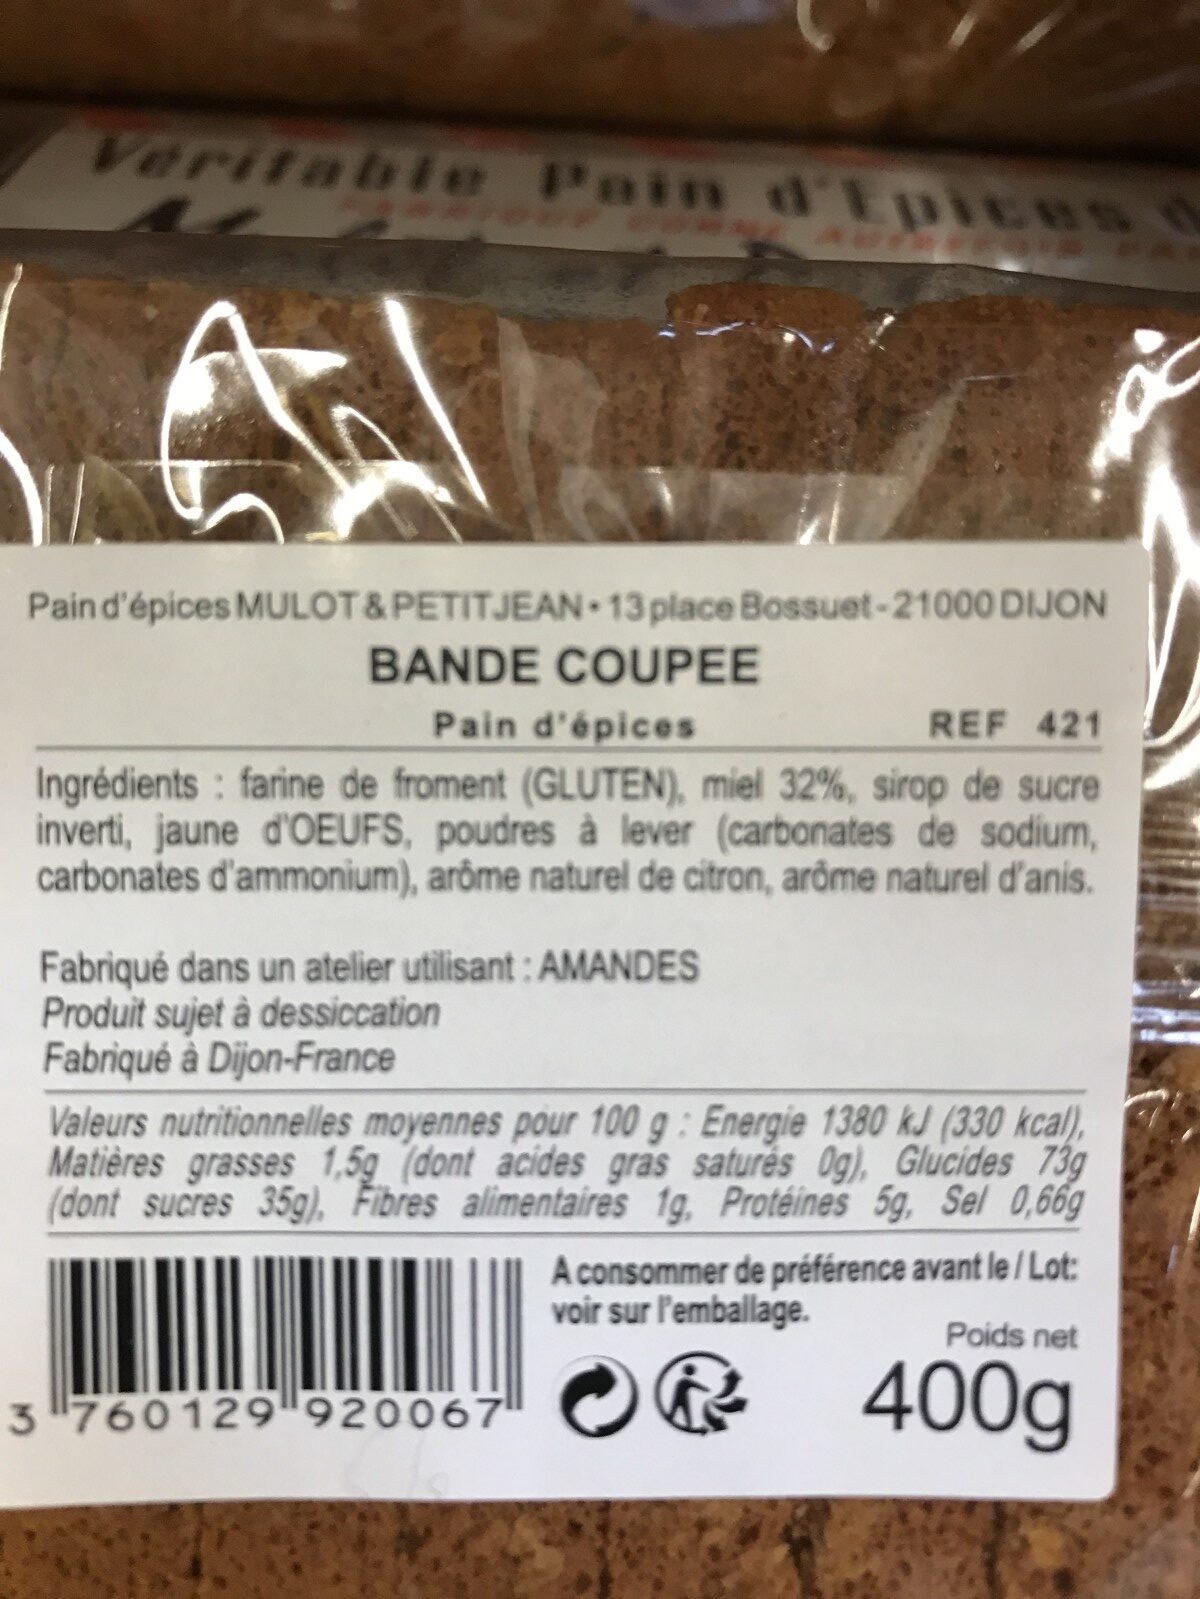 Véritable Pain d'Epices d
FABRIQUÉ COMME AUTREFOIS PA
Pain d'épices MULOT & PETITJEAN • 13 place Bossuet - 21000 DIJON
BANDE COUPEE
Pain d'épices REF 421
Ingrédients : farine de froment (GLUTEN), miel 32%, sirop de sucre
inverti, jaune d'OEUFS, poudres à lever (carbonates de sodium,
carbonates d'ammonium), arôme naturel de citron, arôme naturel d'anis.
Fabriqué dans un atelier utilisant : AMANDES
Produit sujet à dessiccation
Fabriqué à Dijon-France
Valeurs nutritionnelles moyennes pour 100 g : Energie 1380 kJ (330 kcal),
Matières grasses 1,5g (dont acides gras saturés 0g), Glucides 73g
(dont sucres 35g), Fibres alimentaires 1g, Protéines 5g, Sel 0,66g
A consommer de préférence avant le / Lot:
voir sur l'emballage.
Poids net
400g
3 760129 920067